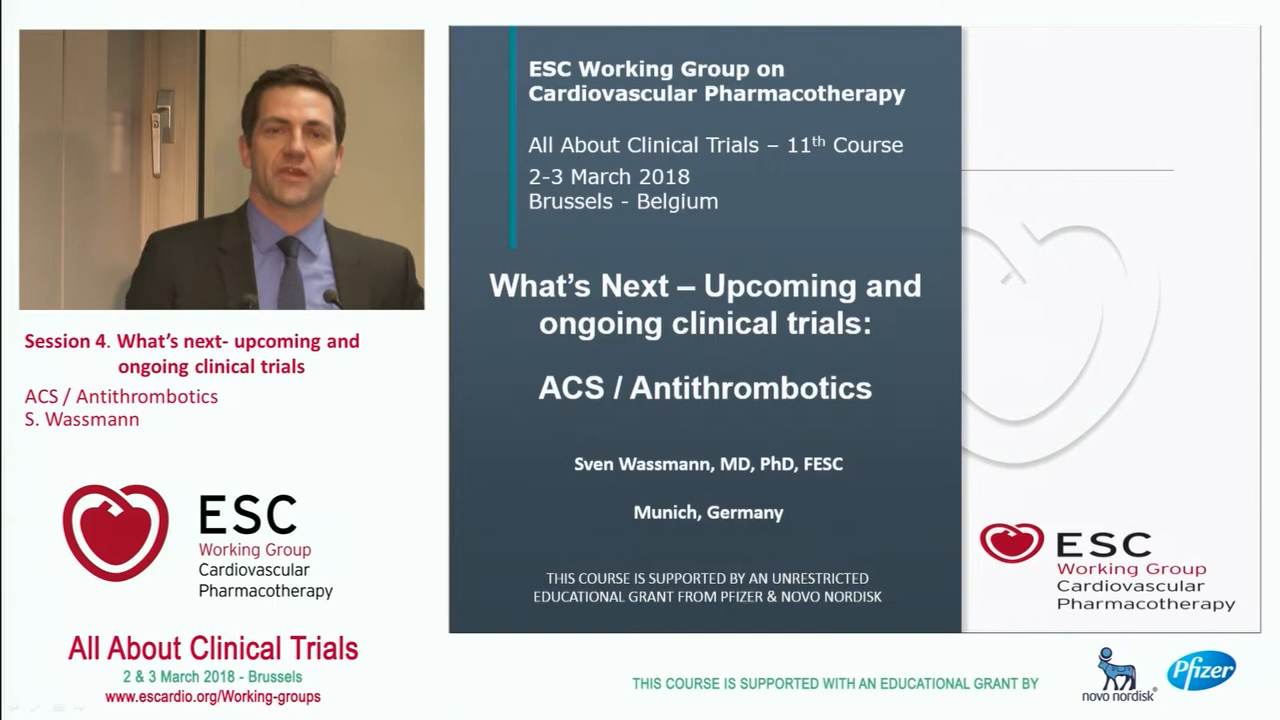 Session 4. What's next- upcoming and
ongoing clinical trials
ACS / Antithrombotics
S. Wassmann
ESC
Working Group
Cardiovascular
Pharmacotherapy
All About Clinical Trials
2 & 3 March 2018 - Brussels
www.escardio.org/Working-groups
ESC Working Group on
Cardiovascular Pharmacotherapy
All About Clinical Trials – 11th Course
2-3 March 2018
Brussels - Belgium
What's Next – Upcoming and
ongoing clinical trials:
ACS / Antithrombotics
Sven Wassmann, MD, PhD, FESC
Munich, Germany
THIS COURSE IS SUPPORTED BY AN UNRESTRICTED
EDUCATIONAL GRANT FROM PFIZER & NOVO NORDISK
ESC
Working Group
Cardiovascular
Pharmacotherapy
THIS COURSE IS SUPPORTED WITH AN EDUCATIONAL GRANT BY
novo nordisk®
Pfizer